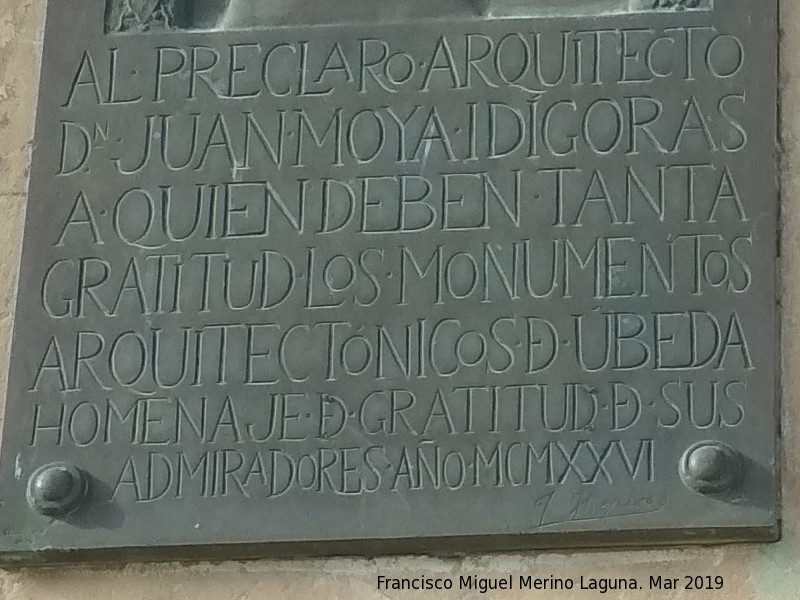 AL·PRECLARO·ARQUITECTO
Dⁿ·JUAN·MOYA·IDÍGORAS
A·QUIEN DEBEN·TANTA
GRATITUD·LOS·MONUMENTOS
ARQUITECTÓNICOS·Đ·ÚBEDA
HOMENAJE·Đ·GRATITUD·Đ·SUS
ADMIRADORES·AÑO·MCMXXVI
Francisco Miguel Merino Laguna. Mar 2019